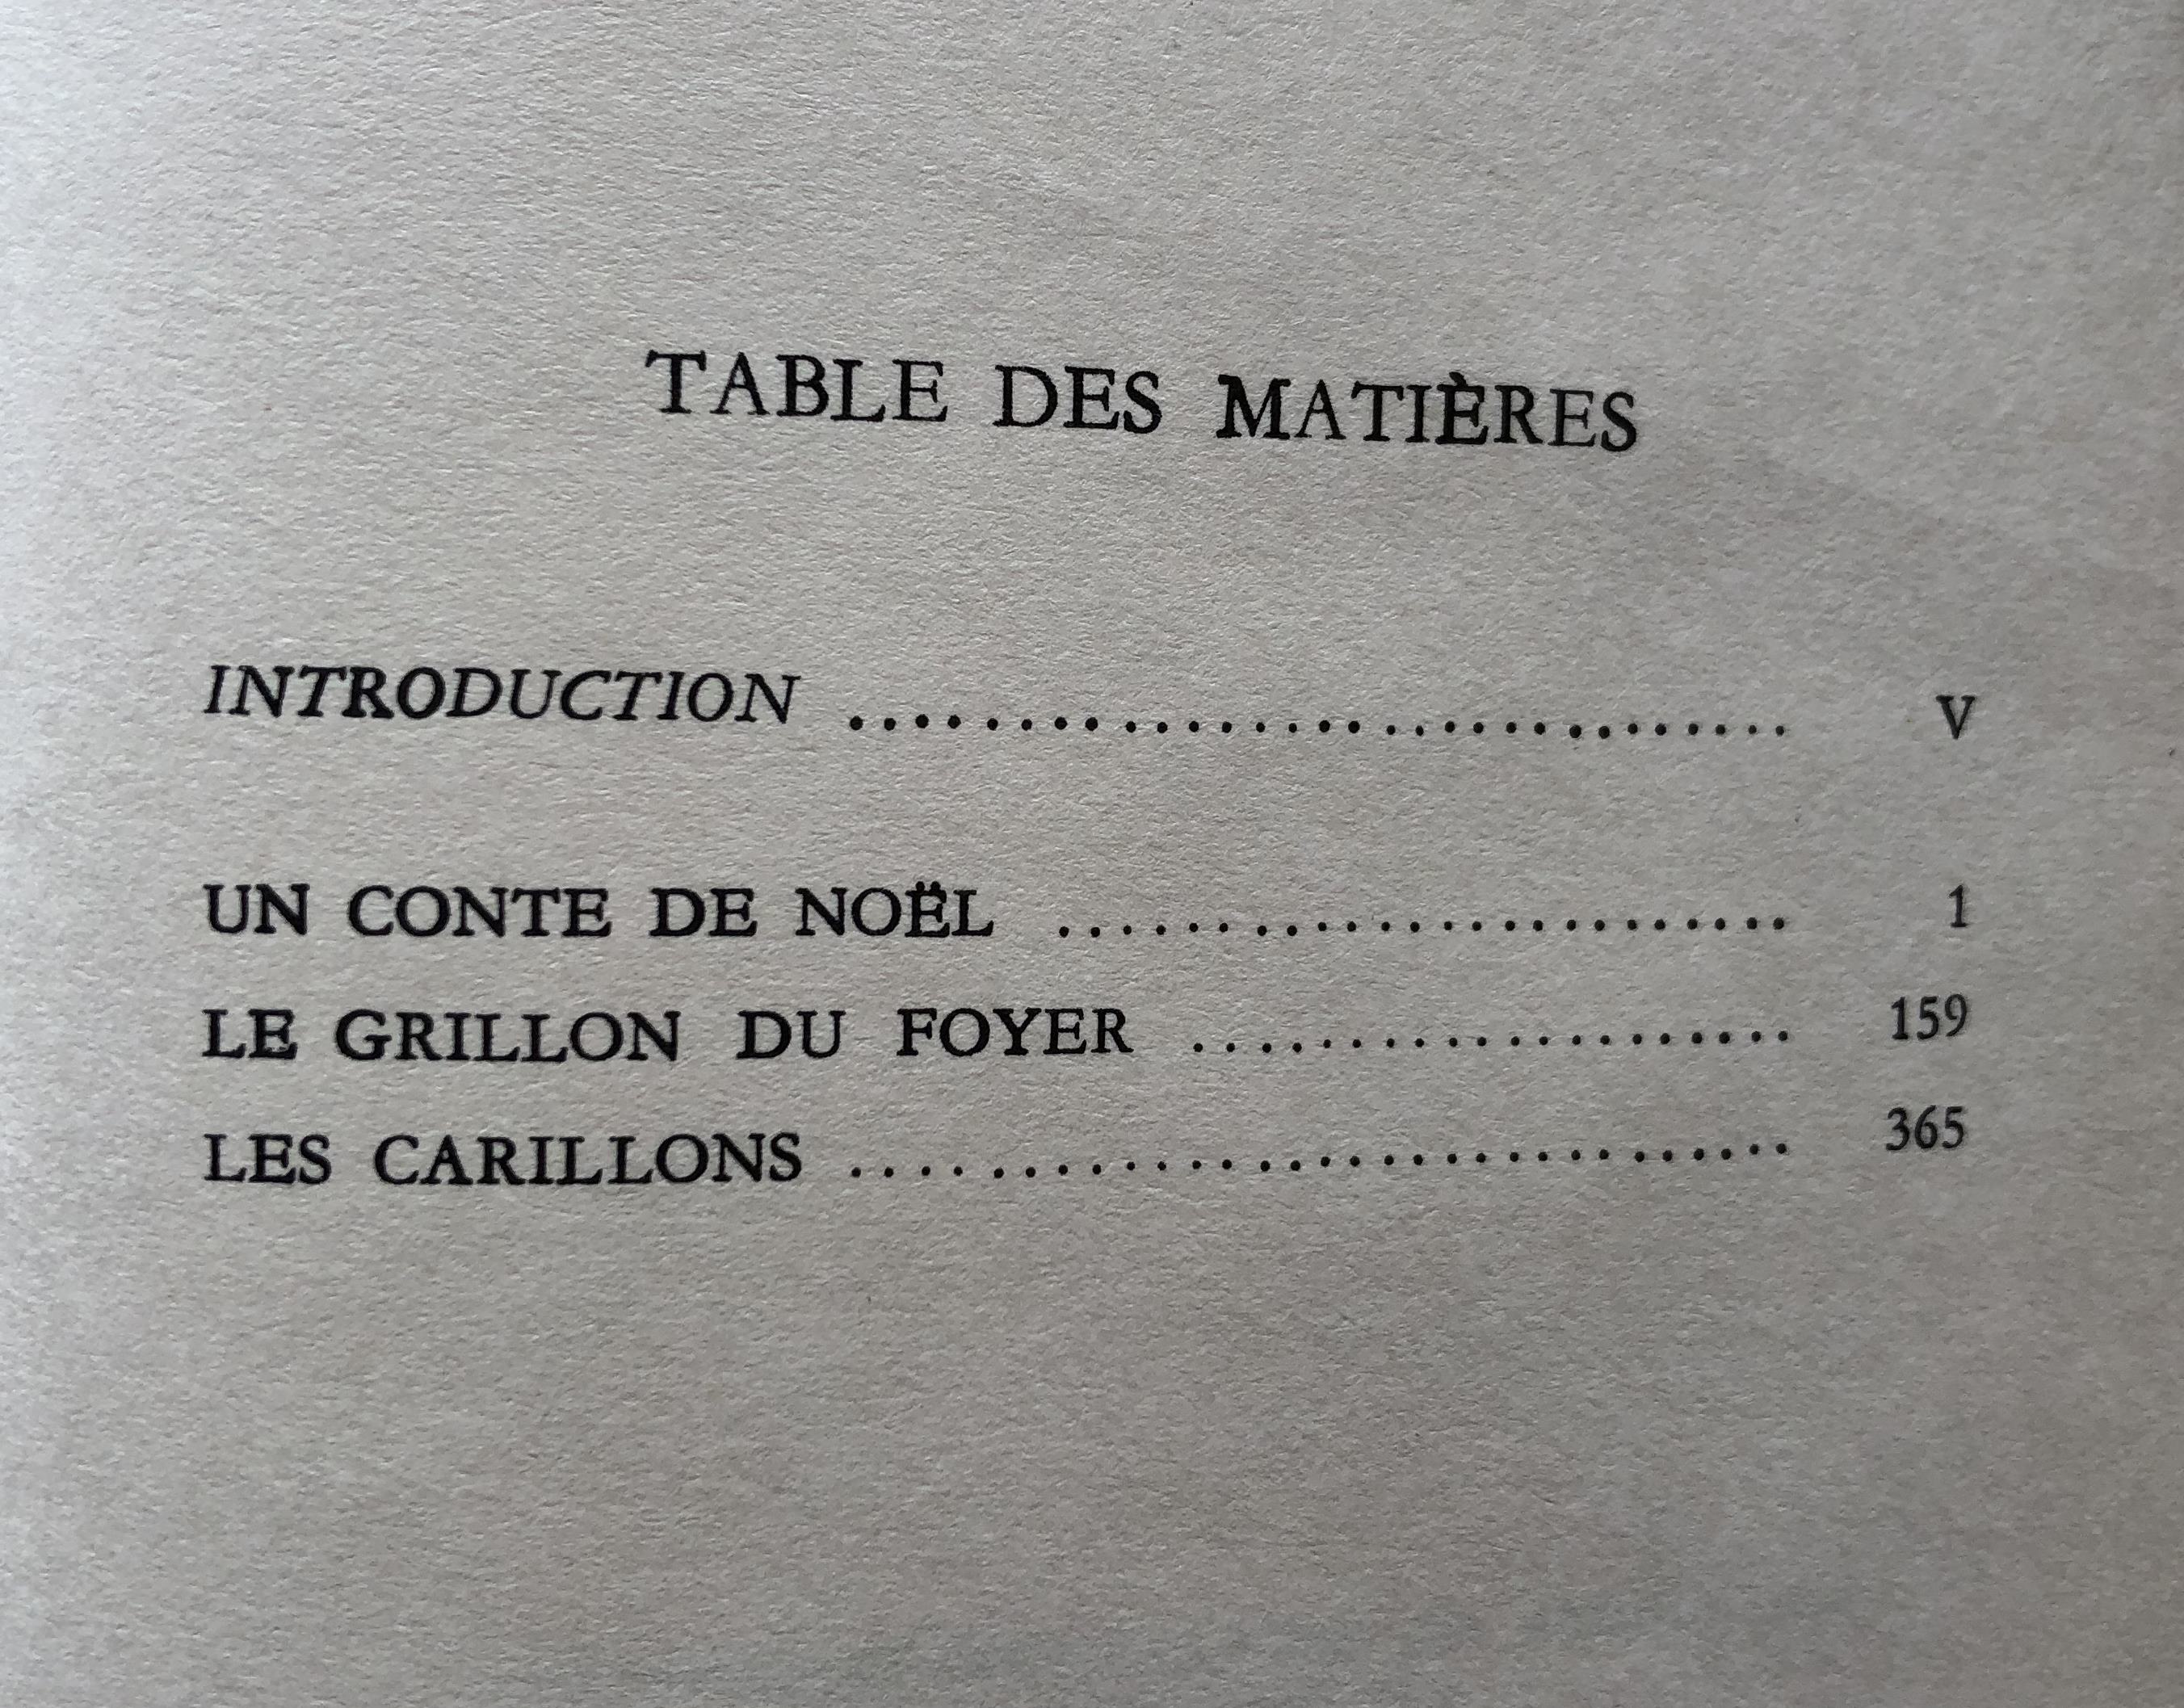 TABLE DES MATIÈRES
INTRODUCTION .......................... V
UN CONTE DE NOËL ....................... 1
LE GRILLON DU FOYER ................... 159
LES CARILLONS ............................. 365